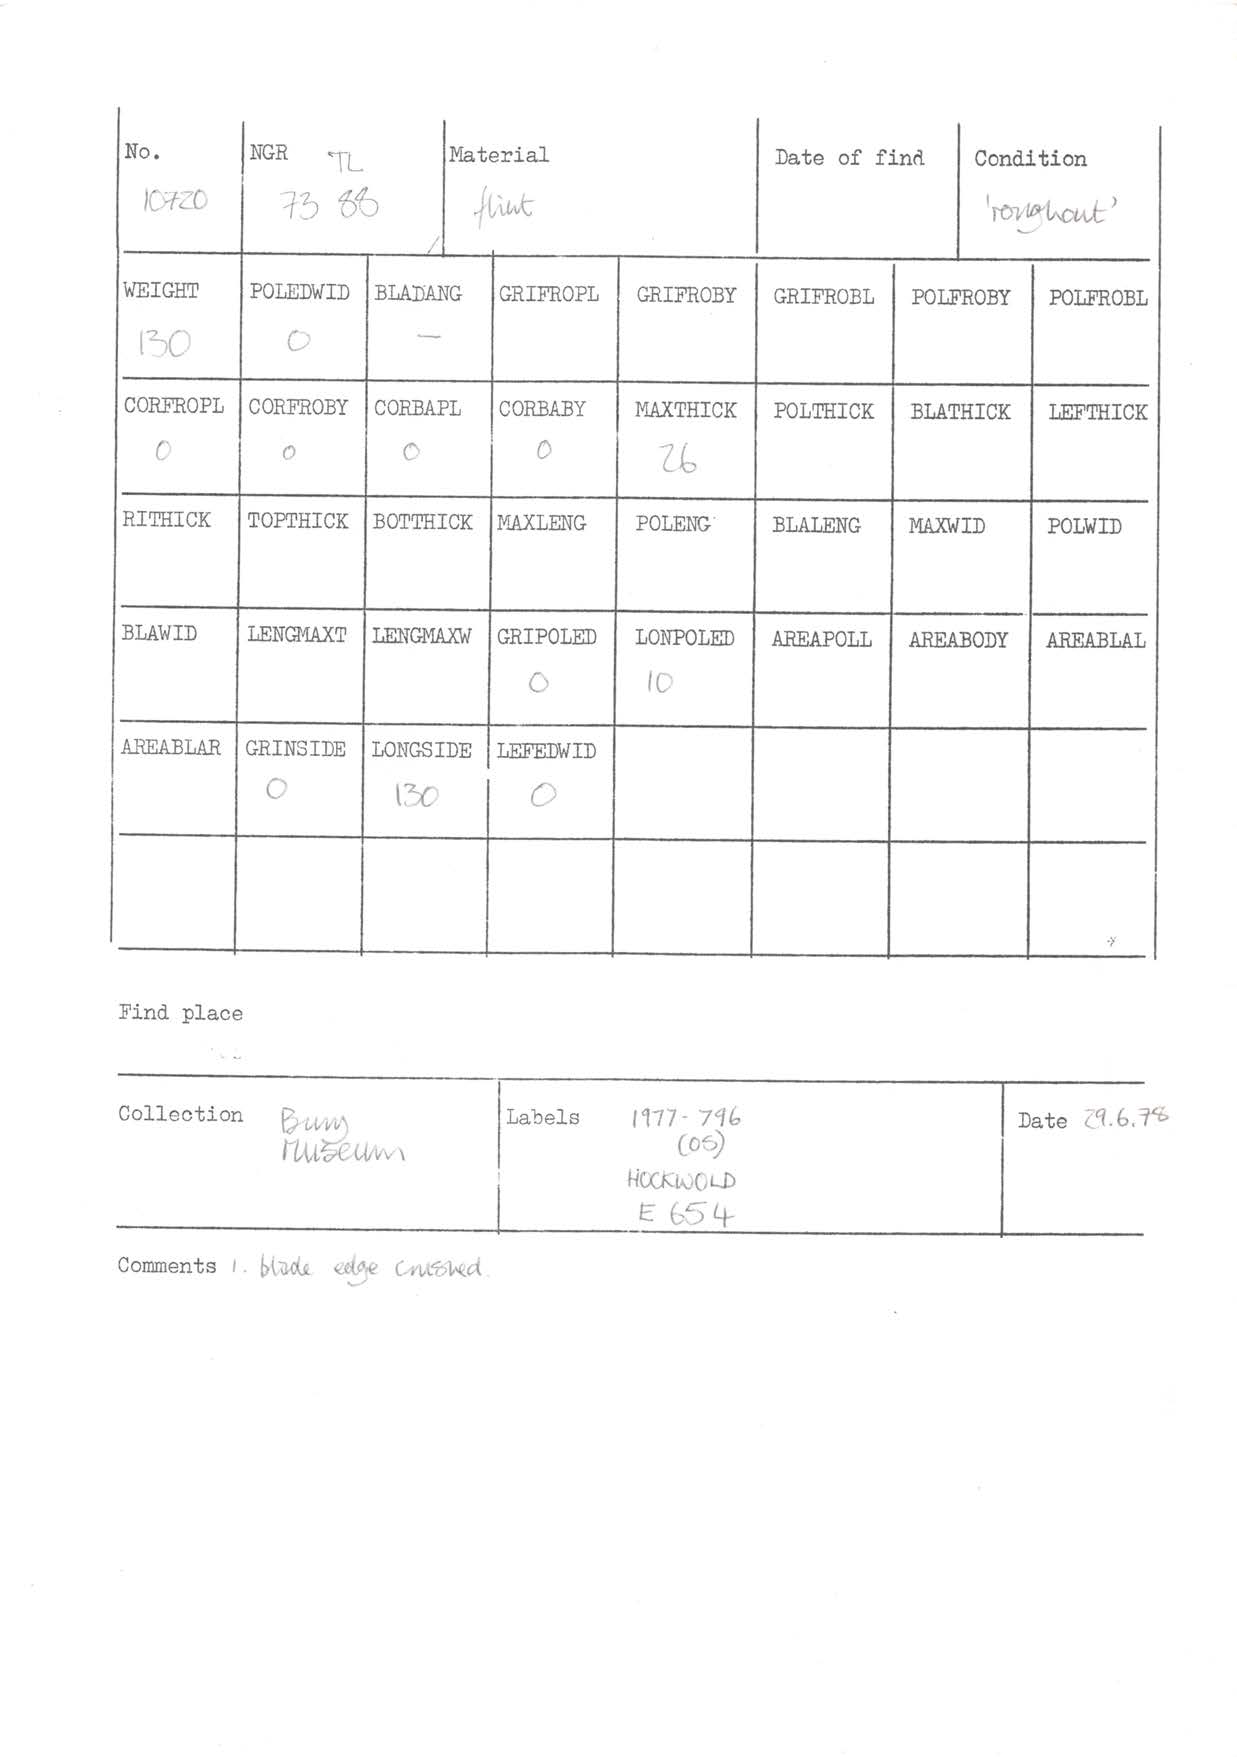 No. NGR TL Material Date of find Condition
10720 73 88 flint 'roughout'
WEIGHT POLEDWID BLADANG GRIFROPL GRIFROBY GRIFROBL POLFROBY POLFROBL
130 0 —
CORFROPL CORFROBY CORBAPL CORBABY MAXTHICK POLTHICK BLATHICK LEFTHICK
0 0 0 0 26
RITHICK TOPTHICK BOTTHICK MAXLENG POLENG BLALENG MAXWID POLWID
BLAWID LENGMAXT LENGMAXW GRIPOLED LONPOLED AREAPOLL AREABODY AREABLAL
0 10
AREABLAR GRINSIDE LONGSIDE LEFEDWID
0 130 0
Find place
Collection Bury Labels 1977-796 Date 29.6.78
Museum (OS)
HOCKWOLD
E 654
Comments 1. blade edge crushed.